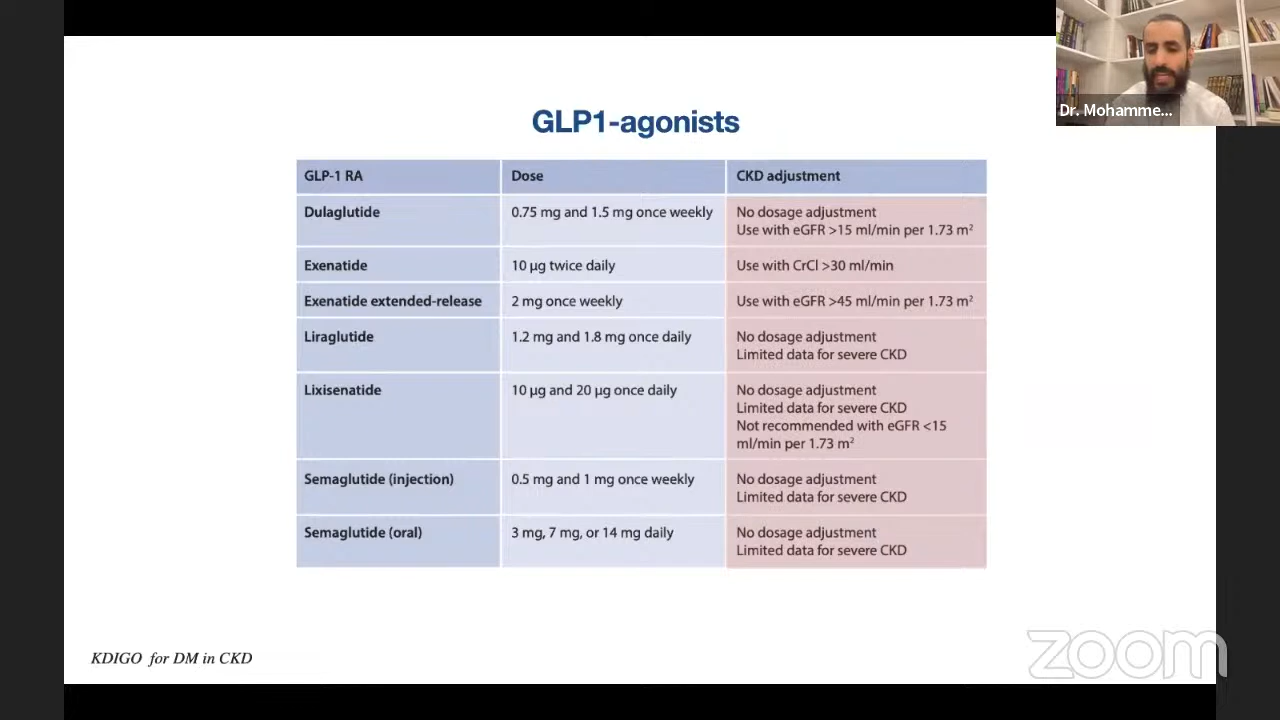 Dr. Mohamme...
GLP1-agonists
GLP-1 RA Dose CKD adjustment
Dulaglutide 0.75 mg and 1.5 mg once weekly No dosage adjustment
Use with eGFR >15 ml/min per 1.73 m²
Exenatide 10 µg twice daily Use with CrCl >30 ml/min
Exenatide extended-release 2 mg once weekly Use with eGFR >45 ml/min per 1.73 m²
Liraglutide 1.2 mg and 1.8 mg once daily No dosage adjustment
Limited data for severe CKD
Lixisenatide 10 µg and 20 µg once daily No dosage adjustment
Limited data for severe CKD
Not recommended with eGFR <15
ml/min per 1.73 m²
Semaglutide (injection) 0.5 mg and 1 mg once weekly No dosage adjustment
Limited data for severe CKD
Semaglutide (oral) 3 mg, 7 mg, or 14 mg daily No dosage adjustment
Limited data for severe CKD
KDIGO for DM in CKD
zoom